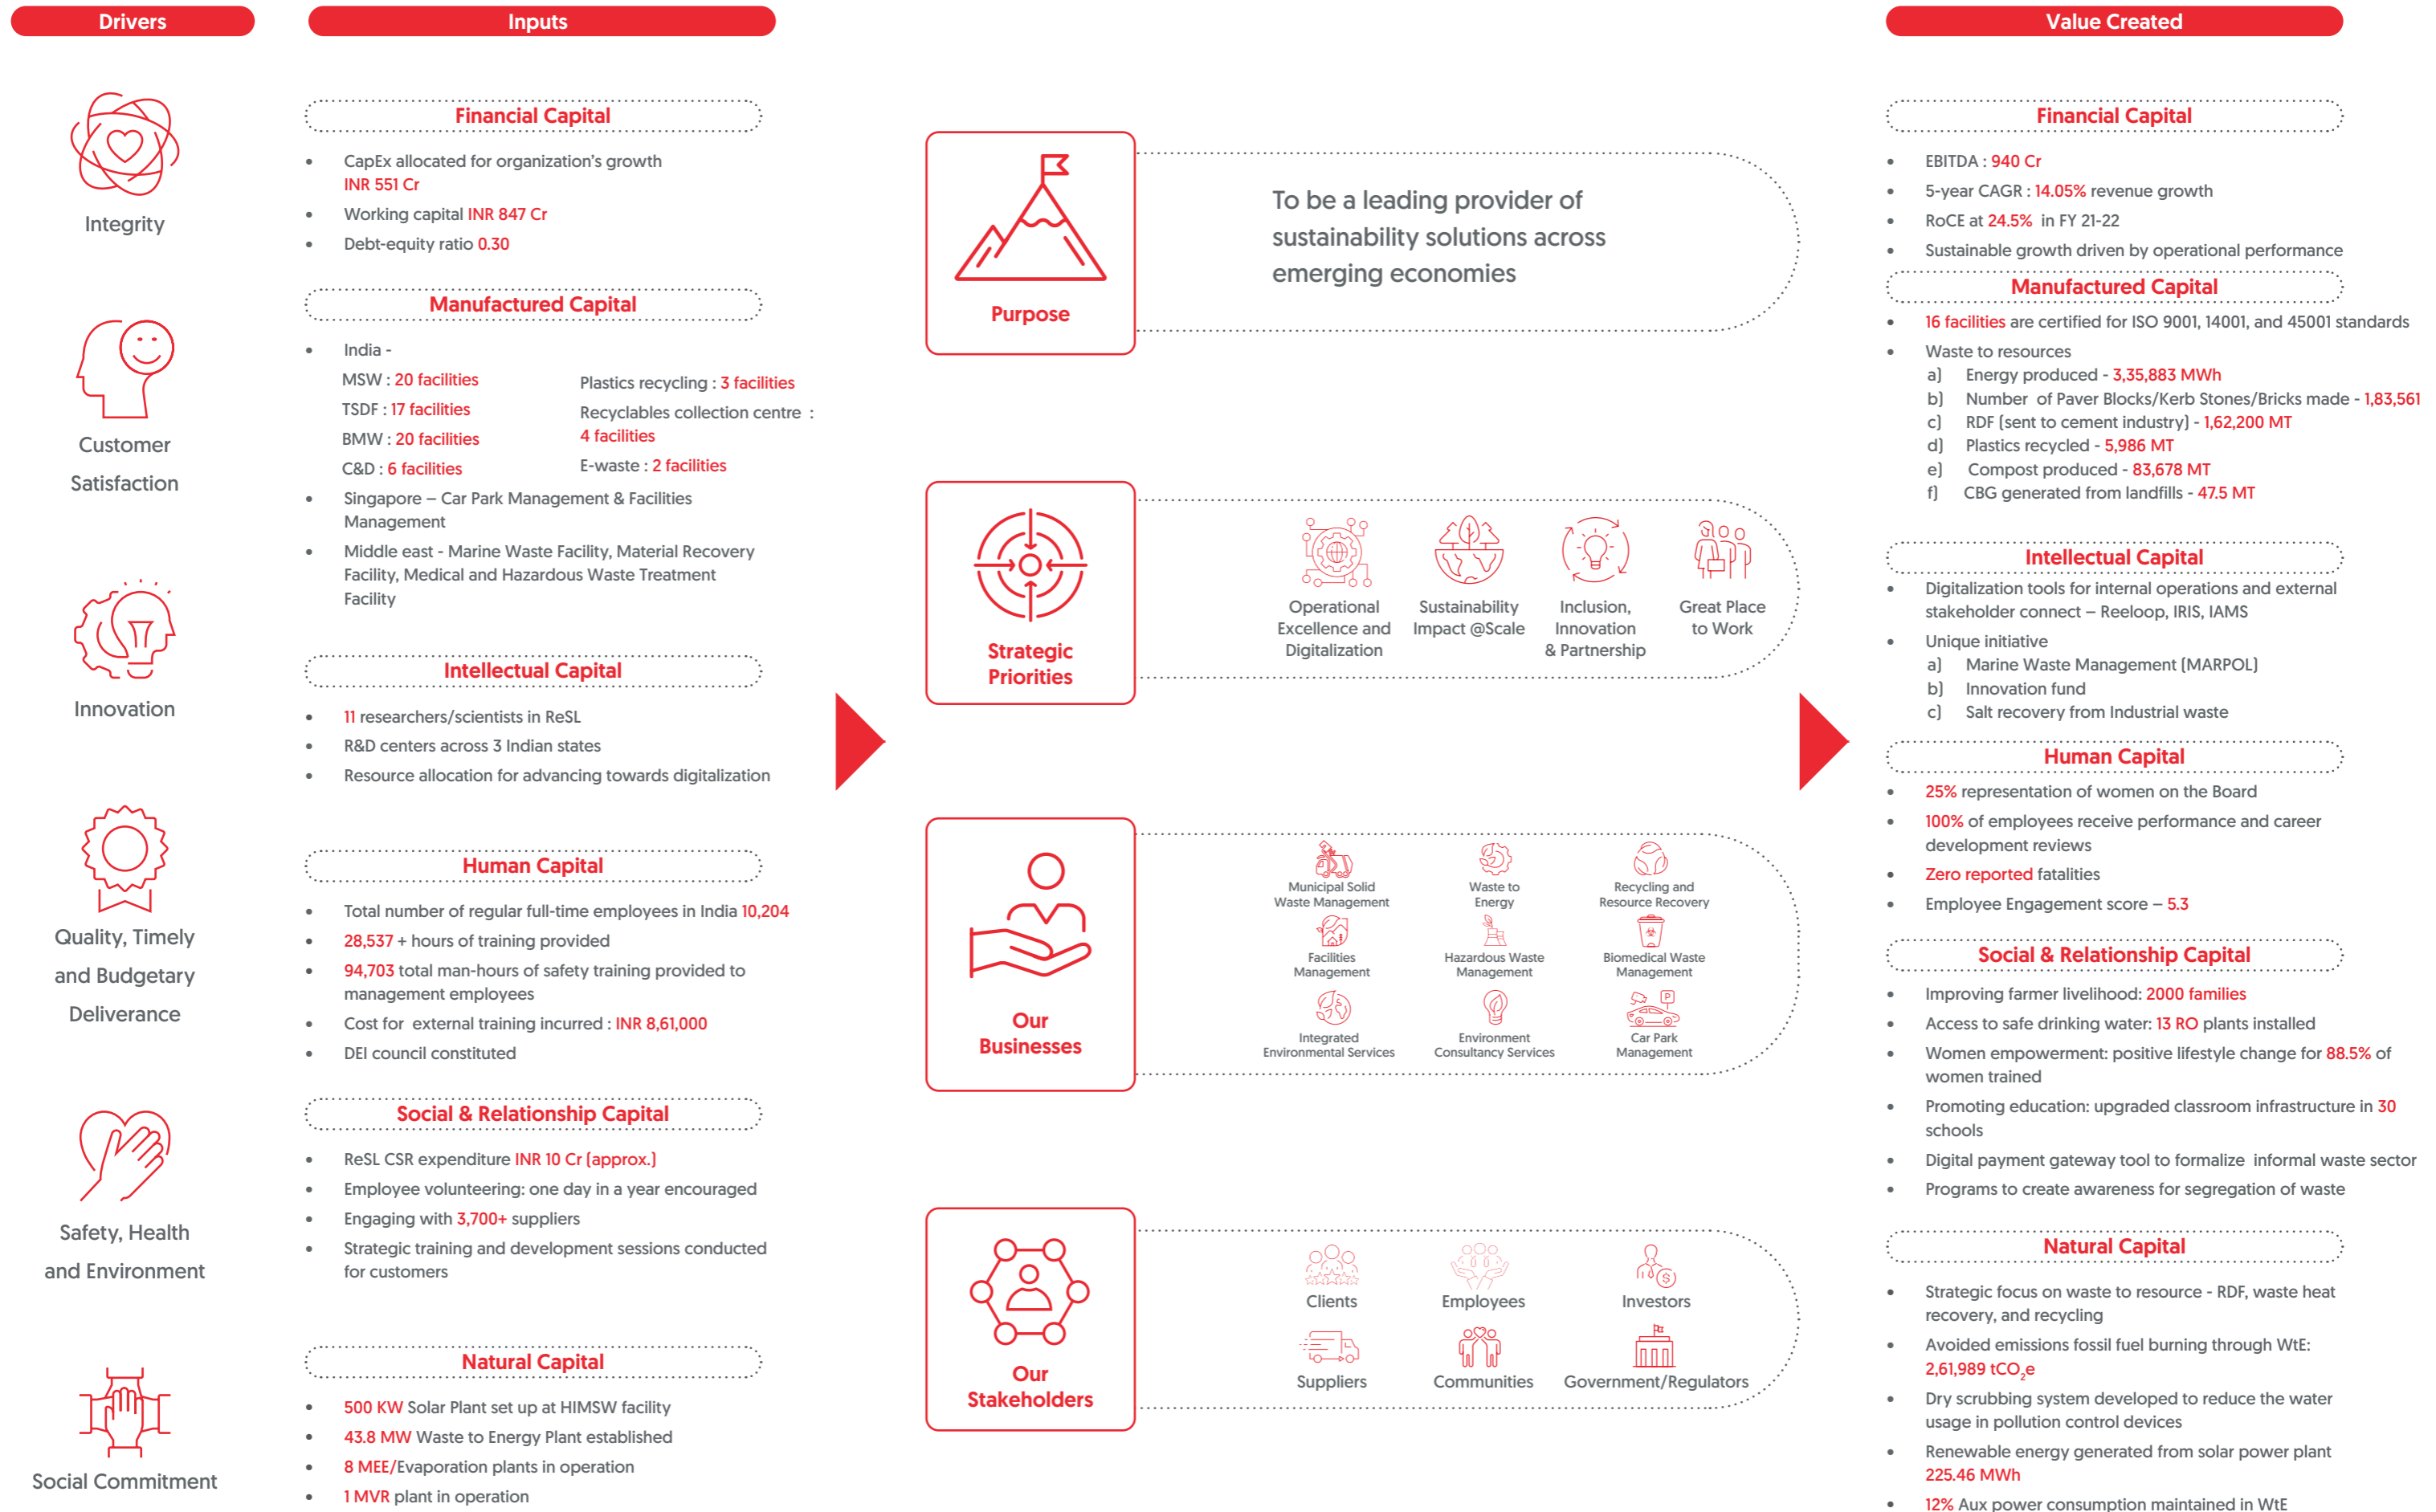 Drivers
Integrity
Customer
Satisfaction
Innovation
Quality, Timely
and Budgetary
Deliverance
Safety, Health
and Environment
Social Commitment
Inputs
Financial Capital
• CapEx allocated for organization's growth
INR 551 Cr
• Working capital INR 847 Cr
• Debt-equity ratio 0.30
Manufactured Capital
• India -
MSW : 20 facilities
TSDF : 17 facilities
BMW : 20 facilities
C&D : 6 facilities
Plastics recycling : 3 facilities
Recyclables collection centre :
4 facilities
E-waste : 2 facilities
• Singapore – Car Park Management & Facilities
Management
• Middle east - Marine Waste Facility, Material Recovery
Facility, Medical and Hazardous Waste Treatment
Facility
Intellectual Capital
• 11 researchers/scientists in ReSL
• R&D centers across 3 Indian states
• Resource allocation for advancing towards digitalization
Human Capital
• Total number of regular full-time employees in India 10,204
• 28,537 + hours of training provided
• 94,703 total man-hours of safety training provided to
management employees
• Cost for external training incurred : INR 8,61,000
• DEI council constituted
Social & Relationship Capital
• ReSL CSR expenditure INR 10 Cr (approx.)
• Employee volunteering: one day in a year encouraged
• Engaging with 3,700+ suppliers
• Strategic training and development sessions conducted
for customers
Natural Capital
• 500 KW Solar Plant set up at HIMSW facility
• 43.8 MW Waste to Energy Plant established
• 8 MEE/Evaporation plants in operation
• 1 MVR plant in operation
Purpose
To be a leading provider of
sustainability solutions across
emerging economies
Strategic
Priorities
Operational
Excellence and
Digitalization
Sustainability
Impact @Scale
Inclusion,
Innovation
& Partnership
Great Place
to Work
Our
Businesses
Municipal Solid
Waste Management
Waste to
Energy
Recycling and
Resource Recovery
Facilities
Management
Hazardous Waste
Management
Biomedical Waste
Management
Integrated
Environmental Services
Environment
Consultancy Services
P
Car Park
Management
Our
Stakeholders
Clients
Employees
$
Investors
Suppliers
Communities
Government/Regulators
Value Created
Financial Capital
• EBITDA : 940 Cr
• 5-year CAGR : 14.05% revenue growth
• RoCE at 24.5% in FY 21-22
• Sustainable growth driven by operational performance
Manufactured Capital
• 16 facilities are certified for ISO 9001, 14001, and 45001 standards
• Waste to resources
a) Energy produced - 3,35,883 MWh
b) Number of Paver Blocks/Kerb Stones/Bricks made - 1,83,561
c) RDF (sent to cement industry) - 1,62,200 MT
d) Plastics recycled - 5,986 MT
e) Compost produced - 83,678 MT
f) CBG generated from landfills - 47.5 MT
Intellectual Capital
• Digitalization tools for internal operations and external
stakeholder connect – Reeloop, IRIS, IAMS
• Unique initiative
a) Marine Waste Management (MARPOL)
b) Innovation fund
c) Salt recovery from Industrial waste
Human Capital
• 25% representation of women on the Board
• 100% of employees receive performance and career
development reviews
• Zero reported fatalities
• Employee Engagement score – 5.3
Social & Relationship Capital
• Improving farmer livelihood: 2000 families
• Access to safe drinking water: 13 RO plants installed
• Women empowerment: positive lifestyle change for 88.5% of
women trained
• Promoting education: upgraded classroom infrastructure in 30
schools
• Digital payment gateway tool to formalize informal waste sector
• Programs to create awareness for segregation of waste
Natural Capital
• Strategic focus on waste to resource - RDF, waste heat
recovery, and recycling
• Avoided emissions fossil fuel burning through WtE:
2,61,989 tCO₂e
• Dry scrubbing system developed to reduce the water
usage in pollution control devices
• Renewable energy generated from solar power plant
225.46 MWh
• 12% Aux power consumption maintained in WtE